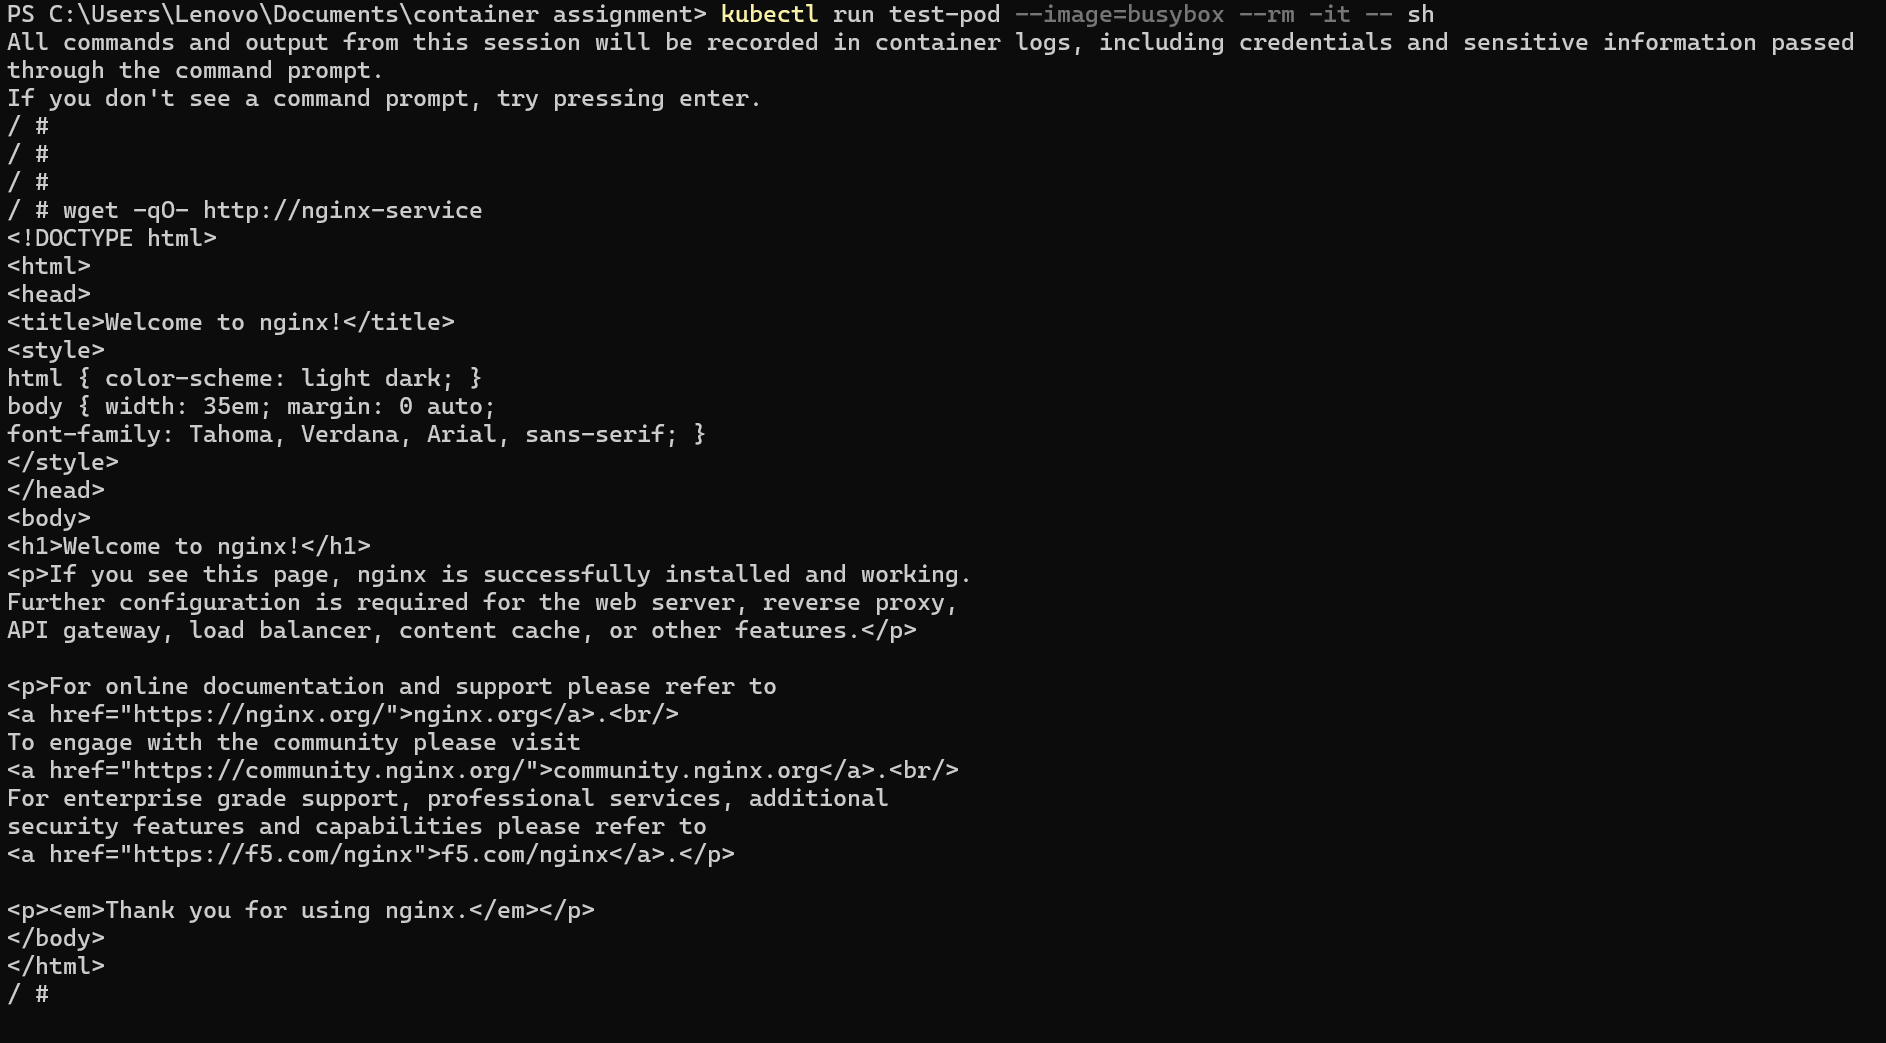 PS C:\Users\Lenovo\Documents\container assignment> kubectl run test-pod --image=busybox --rm -it -- sh
All commands and output from this session will be recorded in container logs, including credentials and sensitive information passed
through the command prompt.
If you don't see a command prompt, try pressing enter.
/ #
/ #
/ #
/ # wget -qO- http://nginx-service
<!DOCTYPE html>
<html>
<head>
<title>Welcome to nginx!</title>
<style>
html { color-scheme: light dark; }
body { width: 35em; margin: 0 auto;
font-family: Tahoma, Verdana, Arial, sans-serif; }
</style>
</head>
<body>
<h1>Welcome to nginx!</h1>
<p>If you see this page, nginx is successfully installed and working.
Further configuration is required for the web server, reverse proxy,
API gateway, load balancer, content cache, or other features.</p>

<p>For online documentation and support please refer to
<a href="https://nginx.org/">nginx.org</a>.<br/>
To engage with the community please visit
<a href="https://community.nginx.org/">community.nginx.org</a>.<br/>
For enterprise grade support, professional services, additional
security features and capabilities please refer to
<a href="https://f5.com/nginx">f5.com/nginx</a>.</p>

<p><em>Thank you for using nginx.</em></p>
</body>
</html>
/ #